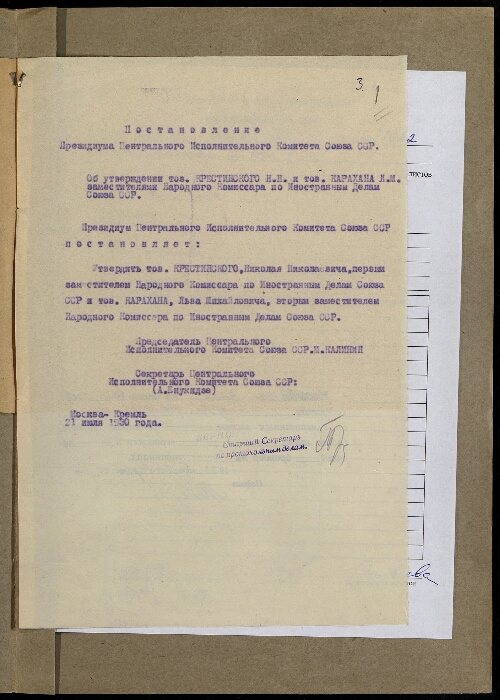 3.
1
Постановление
Президиума Центрального Исполнительного Комитета Союза ССР.
Об утверждении тов. КРЕСТИНСКОГО Н.Н. и тов. КАРАХАНА Л.М.
заместителями Народного Комиссара по Иностранным Делам
Союза ССР.
Президиум Центрального Исполнительного Комитета Союза ССР
постановляет:
Утвердить тов. КРЕСТИНСКОГО, Николая Николаевича, первым
заместителем Народного Комиссара по Иностранным Делам Союза
ССР и тов. КАРАХАНА, Льва Михайловича, вторым заместителем
Народного Комиссара по Иностранным Делам Союза ССР.
Председатель Центрального
Исполнительного Комитета Союза ССР. М. КАЛИНИН
Секретарь Центрального
Исполнительного Комитета Союза ССР:
(А.Енукидзе)
Москва- Кремль
21 июля 1930 года.
Секретарь
по протокольным делам.
2
листов